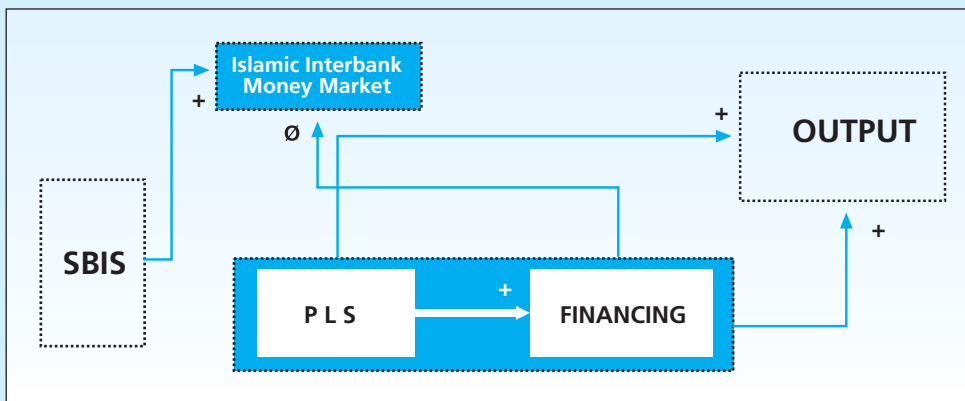 Islamic Interbank
Money Market
+
Ø
+
OUTPUT
+
SBIS
P L S
+
FINANCING